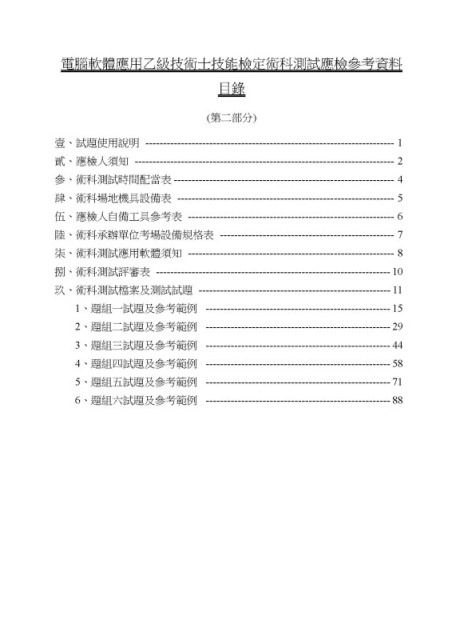 電腦軟體應用乙級技術士技能檢定術科測試應檢參考資料
目錄
(第二部分)
壹、試題使用說明 ---------------------------------------------------------------------- 1
貳、應檢人須知 ------------------------------------------------------------------------- 2
參、術科測試時間配當表-------------------------------------------------------------- 4
肆、術科場地機具設備表 ------------------------------------------------------------- 5
伍、應檢人自備工具參考表 ---------------------------------------------------------- 6
陸、術科承辦單位考場設備規格表 ------------------------------------------------- 7
柒、術科測試應用軟體須知 ---------------------------------------------------------- 8
捌、術科測試評審表 ------------------------------------------------------------------ 10
玖、術科測試檔案及測試試題 ------------------------------------------------------ 11
1、題組一試題及參考範例 ---------------------------------------------------- 15
2、題組二試題及參考範例 ---------------------------------------------------- 29
3、題組三試題及參考範例 ---------------------------------------------------- 44
4、題組四試題及參考範例 ---------------------------------------------------- 58
5、題組五試題及參考範例 ---------------------------------------------------- 71
6、題組六試題及參考範例 ---------------------------------------------------- 88